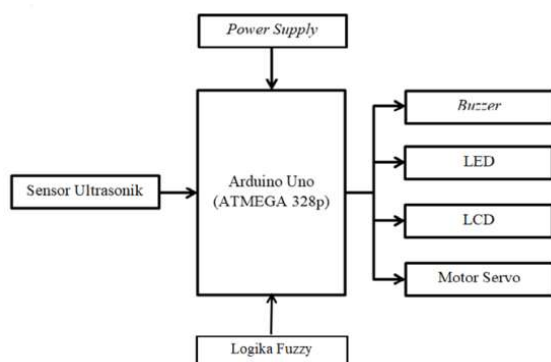 Power Supply
Sensor Ultrasonik
Arduino Uno
(ATMEGA 328p)
Buzzer
LED
LCD
Motor Servo
Logika Fuzzy